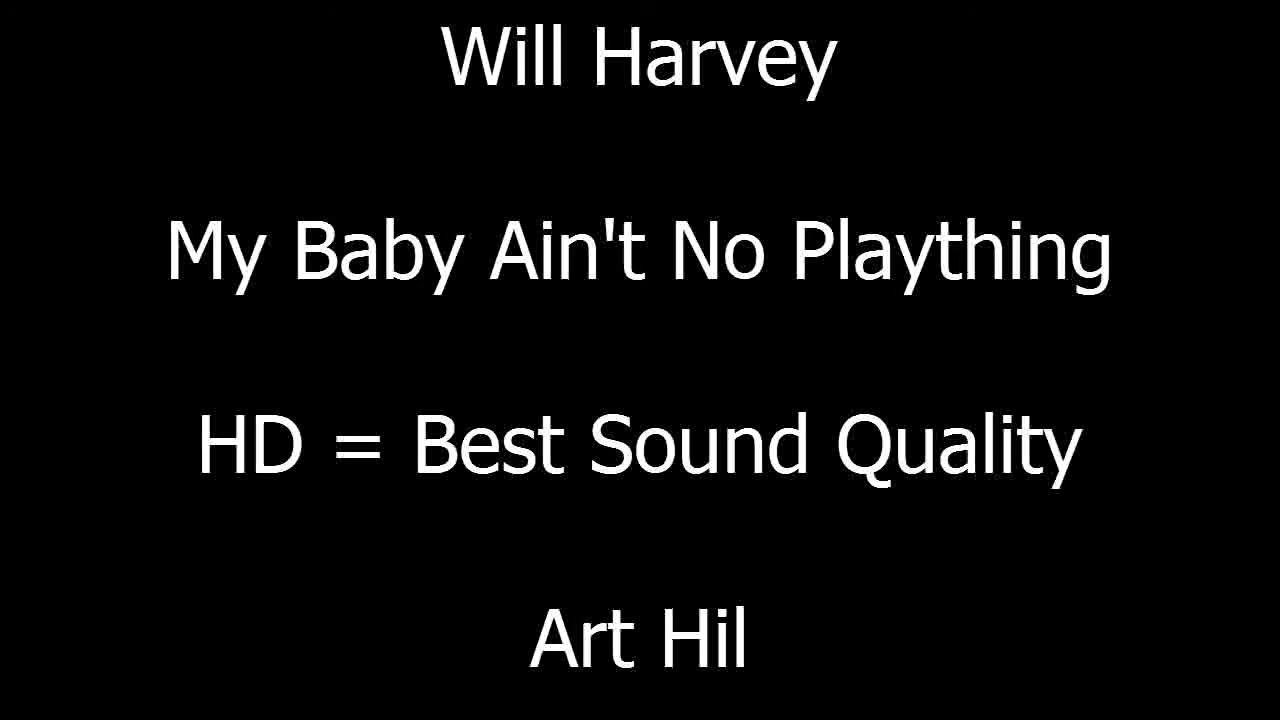 Will Harvey
My Baby Ain't No Plaything
HD = Best Sound Quality
Art Hil